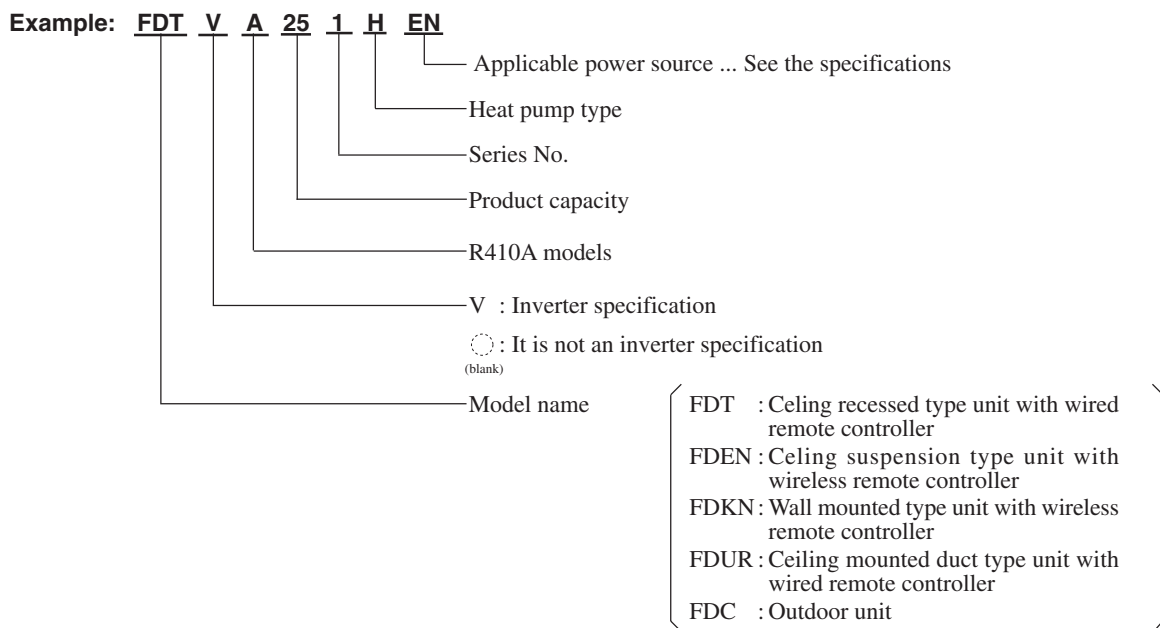 Example: FDT V A 25 1 H EN
Applicable power source ... See the specifications
Heat pump type
Series No.
Product capacity
R410A models
V : Inverter specification
: It is not an inverter specification
(blank)
Model name
FDT : Celing recessed type unit with wired
remote controller
FDEN : Celing suspension type unit with
wireless remote controller
FDKN : Wall mounted type unit with wireless
remote controller
FDUR : Ceiling mounted duct type unit with
wired remote controller
FDC : Outdoor unit